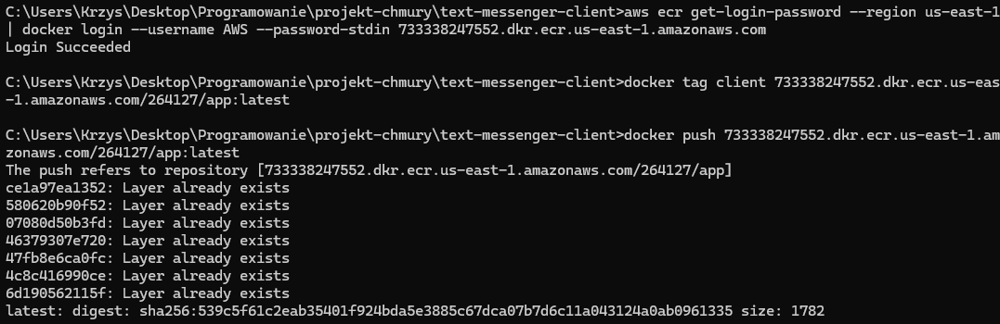 C:\Users\Krzys\Desktop\Programowanie\projekt-chmury\text-messenger-client>aws ecr get-login-password --region us-east-1
| docker login --username AWS --password-stdin 733338247552.dkr.ecr.us-east-1.amazonaws.com
Login Succeeded
C:\Users\Krzys\Desktop\Programowanie\projekt-chmury\text-messenger-client>docker tag client 733338247552.dkr.ecr.us-eas
-1.amazonaws.com/264127/app:latest
C:\Users\Krzys\Desktop\Programowanie\projekt-chmury\text-messenger-client>docker push 733338247552.dkr.ecr.us-east-1.am
zonaws.com/264127/app:latest
The push refers to repository [733338247552.dkr.ecr.us-east-1.amazonaws.com/264127/app]
ce1a97ea1352: Layer already exists
580620b90f52: Layer already exists
07080d50b3fd: Layer already exists
46379307e720: Layer already exists
47fb8e6ca0fc: Layer already exists
4c8c416990ce: Layer already exists
6d190562115f: Layer already exists
latest: digest: sha256:539c5f61c2eab35401f924bda5e3885c67dca07b7d6c11a043124a0ab0961335 size: 1782